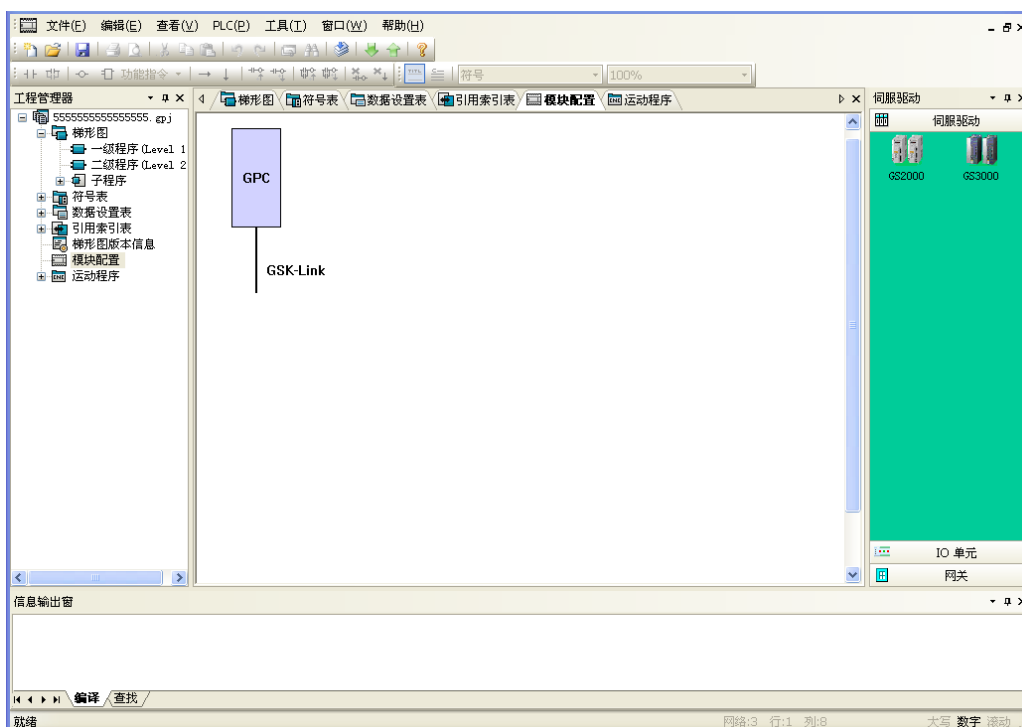 文件(F) 编辑(E) 查看(V) PLC(P) 工具(T) 窗口(W) 帮助(H)
功能指令 符号 100%
工程管理器
梯形图 符号表 数据设置表 引用索引表 模块配置 运动程序
伺服驱动
5555555555555555.gpj
梯形图
一级程序(Level 1
二级程序(Level 2
子程序
符号表
数据设置表
引用索引表
梯形图版本信息
模块配置
运动程序
GPC
GSK-Link
伺服驱动
GS2000 GS3000
IO 单元
网关
信息输出窗
编译 查找
就绪 网络:3 行:1 列:8 大写 数字 滚动